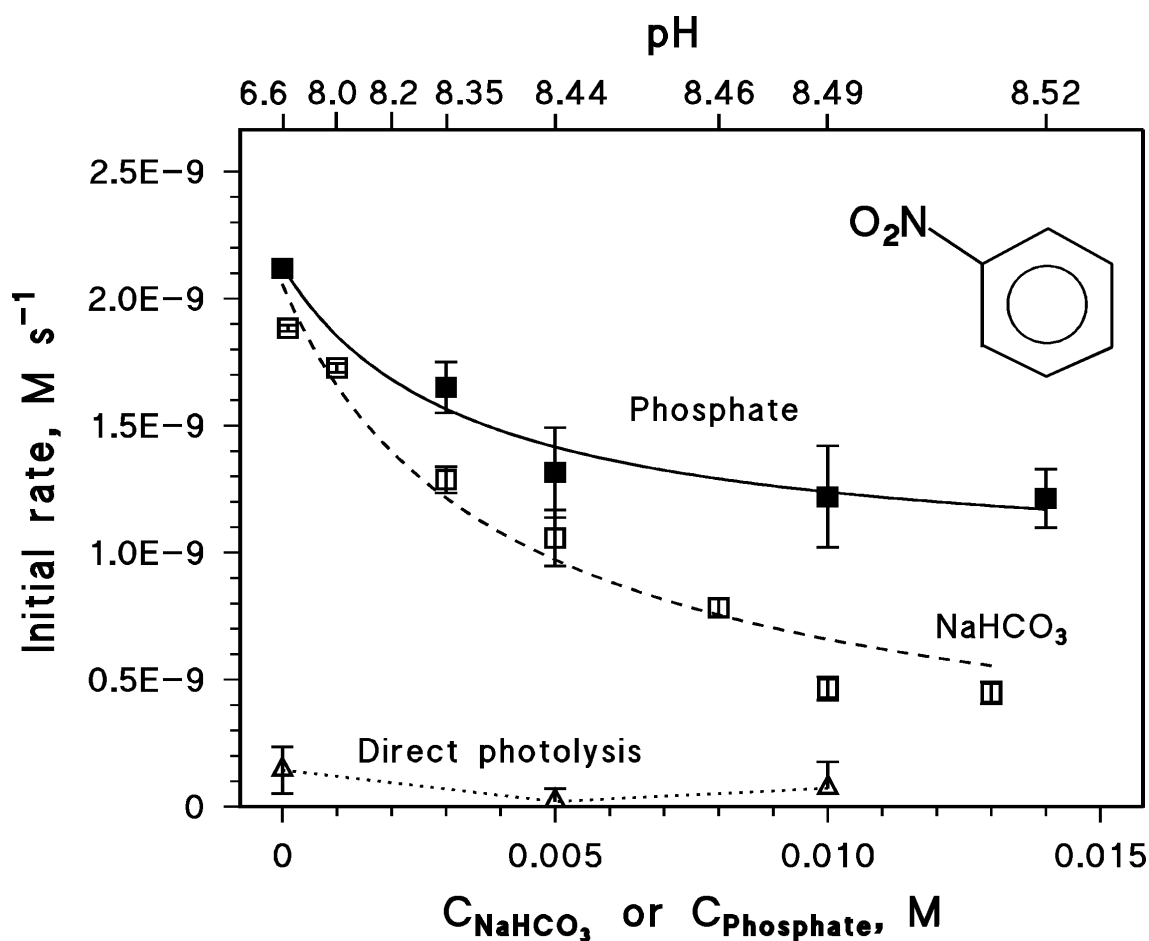 pH
6.6 8.0 8.2 8.35 8.44 8.46 8.49 8.52
2.5E−9
2.0E−9
1.5E−9
1.0E−9
0.5E−9
0
Initial rate, M s⁻¹
O₂N
Phosphate
NaHCO₃
Direct photolysis
0 0.005 0.010 0.015
C_NaHCO₃ or C_Phosphate, M